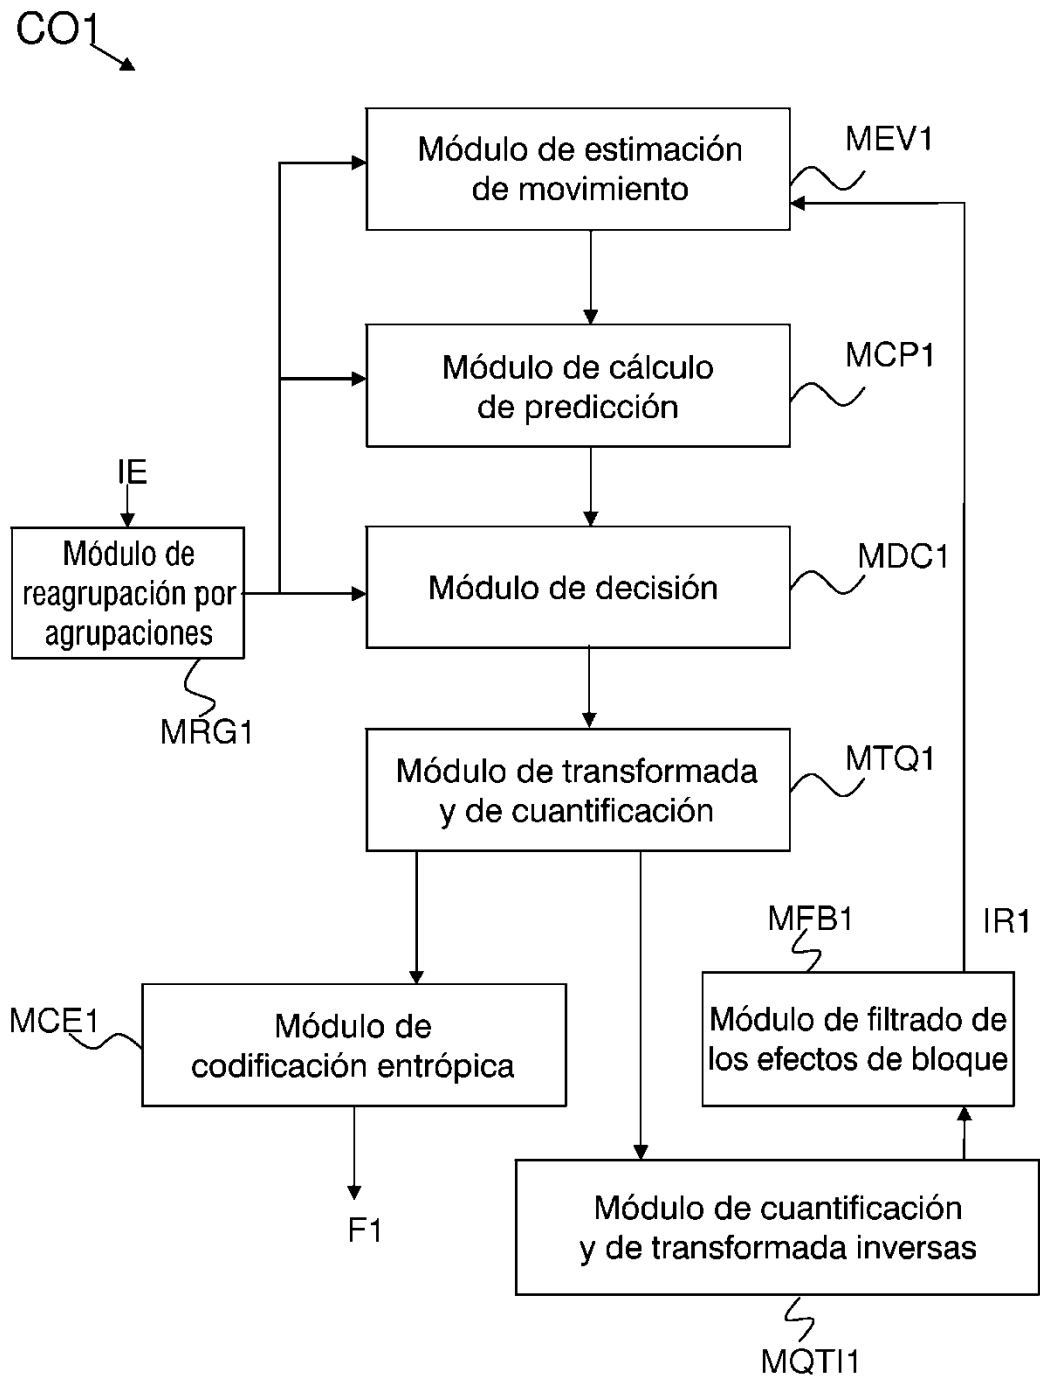 CO1
Módulo de estimación
de movimiento
MEV1
Módulo de cálculo
de predicción
MCP1
IE
Módulo de
reagrupación por
agrupaciones
MRG1
Módulo de decisión
MDC1
Módulo de transformada
y de cuantificación
MTQ1
MFB1
IR1
Módulo de filtrado de
los efectos de bloque
MCE1
Módulo de
codificación entrópica
F1
Módulo de cuantificación
y de transformada inversas
MQTI1